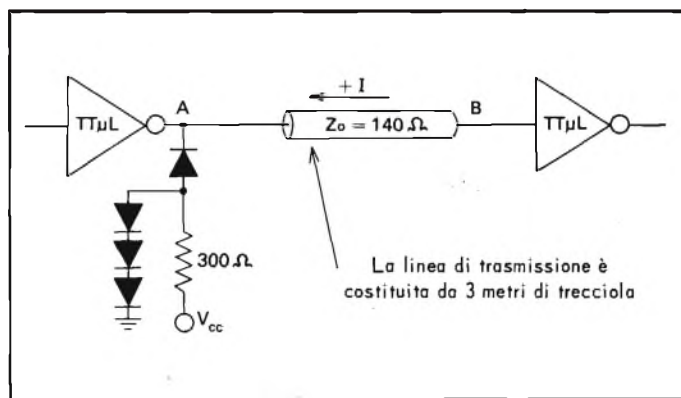 + I
A
B
TTμL
Zo = 140 Ω
TTμL
300 Ω
Vcc
La linea di trasmissione è
costituita da 3 metri di trecciola